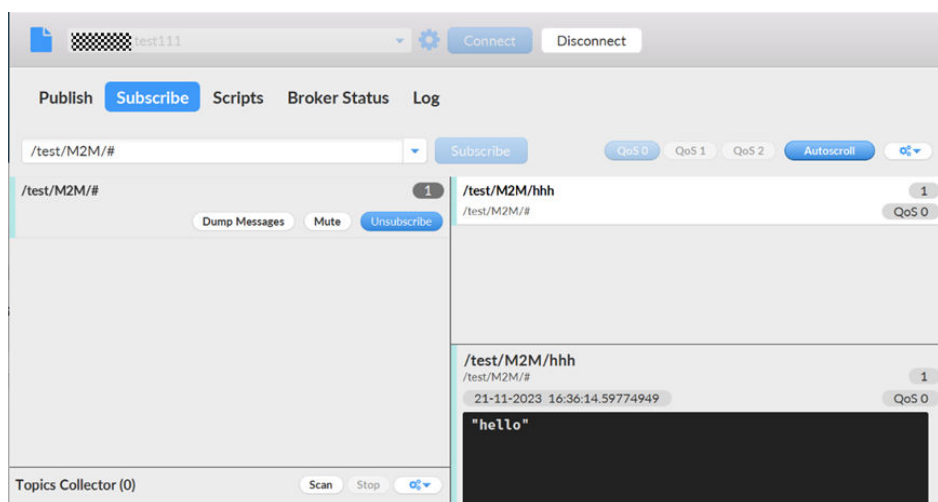 test111 Connect Disconnect
Publish Subscribe Scripts Broker Status Log
/test/M2M/# Subscribe QoS 0 QoS 1 QoS 2 Autoscroll
/test/M2M/# 1
Dump Messages Mute Unsubscribe
/test/M2M/hhh 1
/test/M2M/# QoS 0
/test/M2M/hhh
/test/M2M/# 1
21-11-2023 16:36:14.59774949 QoS 0
"hello"
Topics Collector (0) Scan Stop